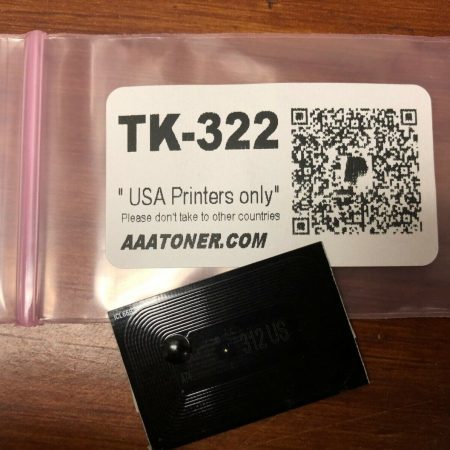 TK-322
" USA Printers only"
Please don't take to other countries
AAATONER.COM
312 US